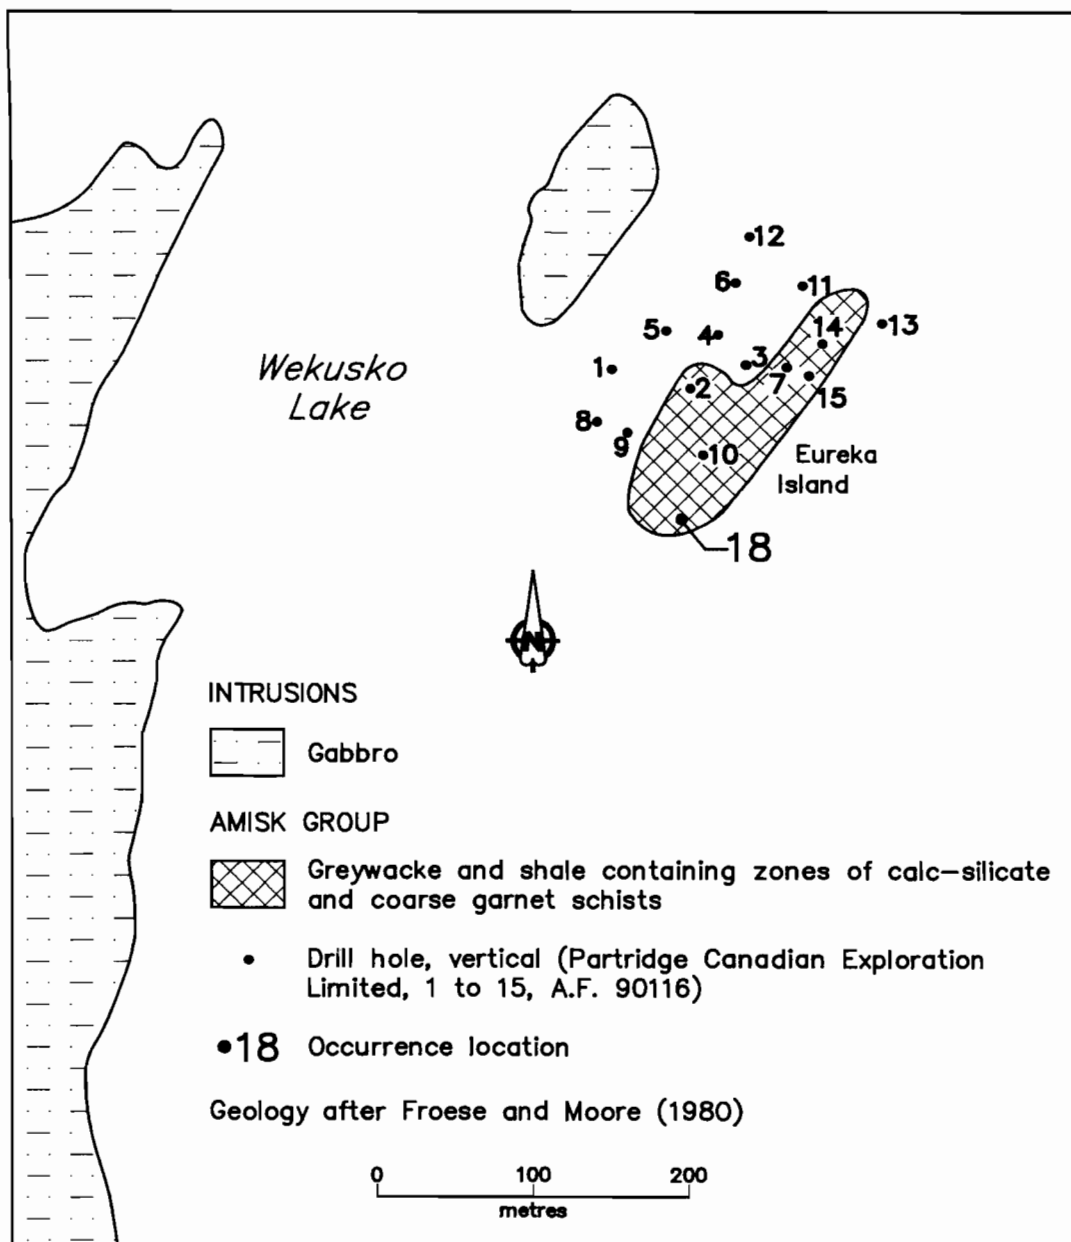 12
6
11
14
13
5
4
3
1
Wekusko
Lake
2
7
15
8
9
10
Eureka
Island
18
N
INTRUSIONS
Gabbro
AMISK GROUP
Greywacke and shale containing zones of calc-silicate
and coarse garnet schists
Drill hole, vertical (Partridge Canadian Exploration
Limited, 1 to 15, A.F. 90116)
18 Occurrence location
Geology after Froese and Moore (1980)
0 100 200
metres